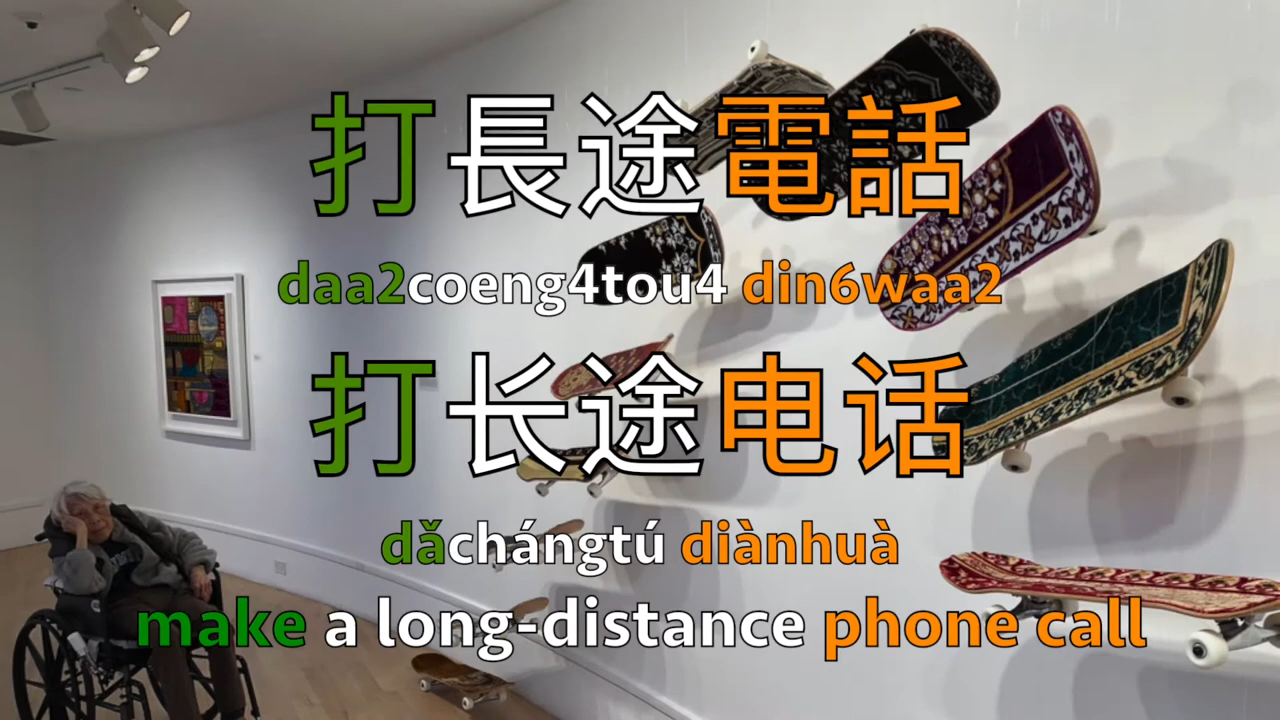 打長途電話
daa2coeng4tou4 din6waa2
打长途电话
dǎchángtú diànhuà
make a long-distance phone call